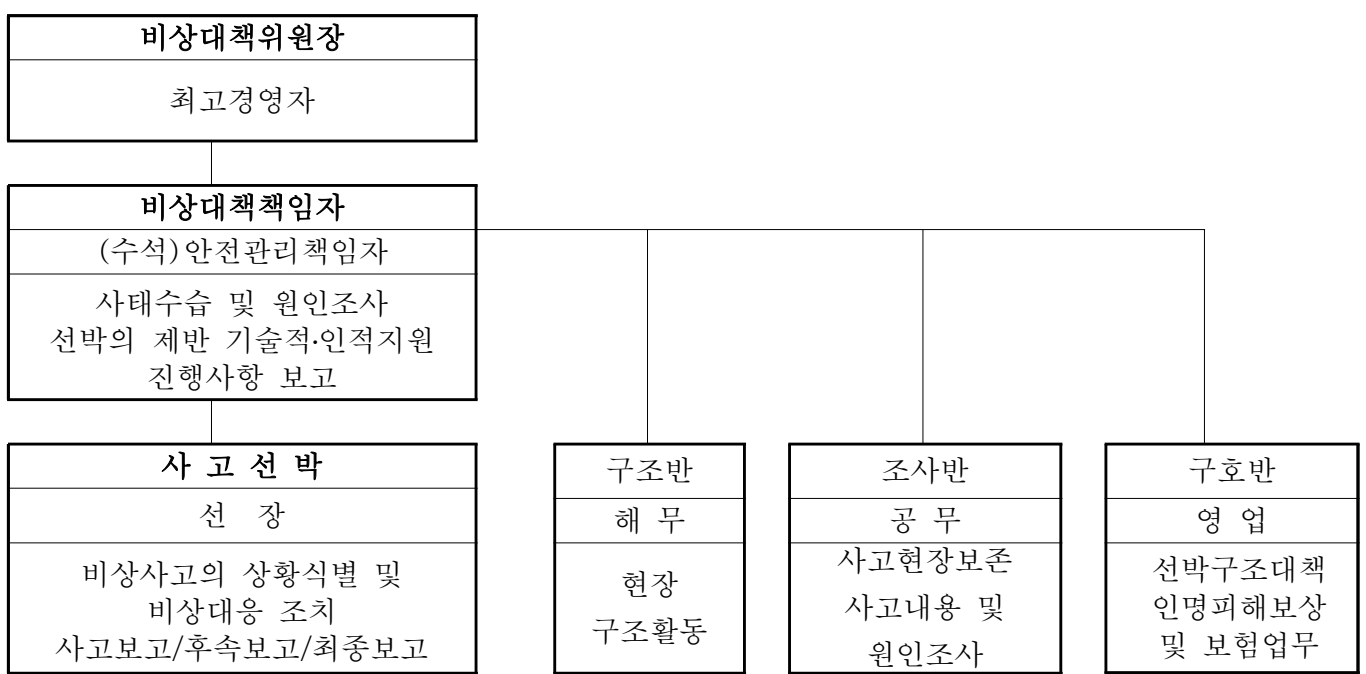 비상대책위원장
최고경영자
비상대책책임자
(수석)안전관리책임자
사태수습 및 원인조사
선박의 제반 기술적·인적지원
진행사항 보고
사 고 선 박
선 장
비상사고의 상황식별 및
비상대응 조치
사고보고/후속보고/최종보고
구조반
해 무
현장
구조활동
조사반
공 무
사고현장보존
사고내용 및
원인조사
구호반
영 업
선박구조대책
인명피해보상
및 보험업무